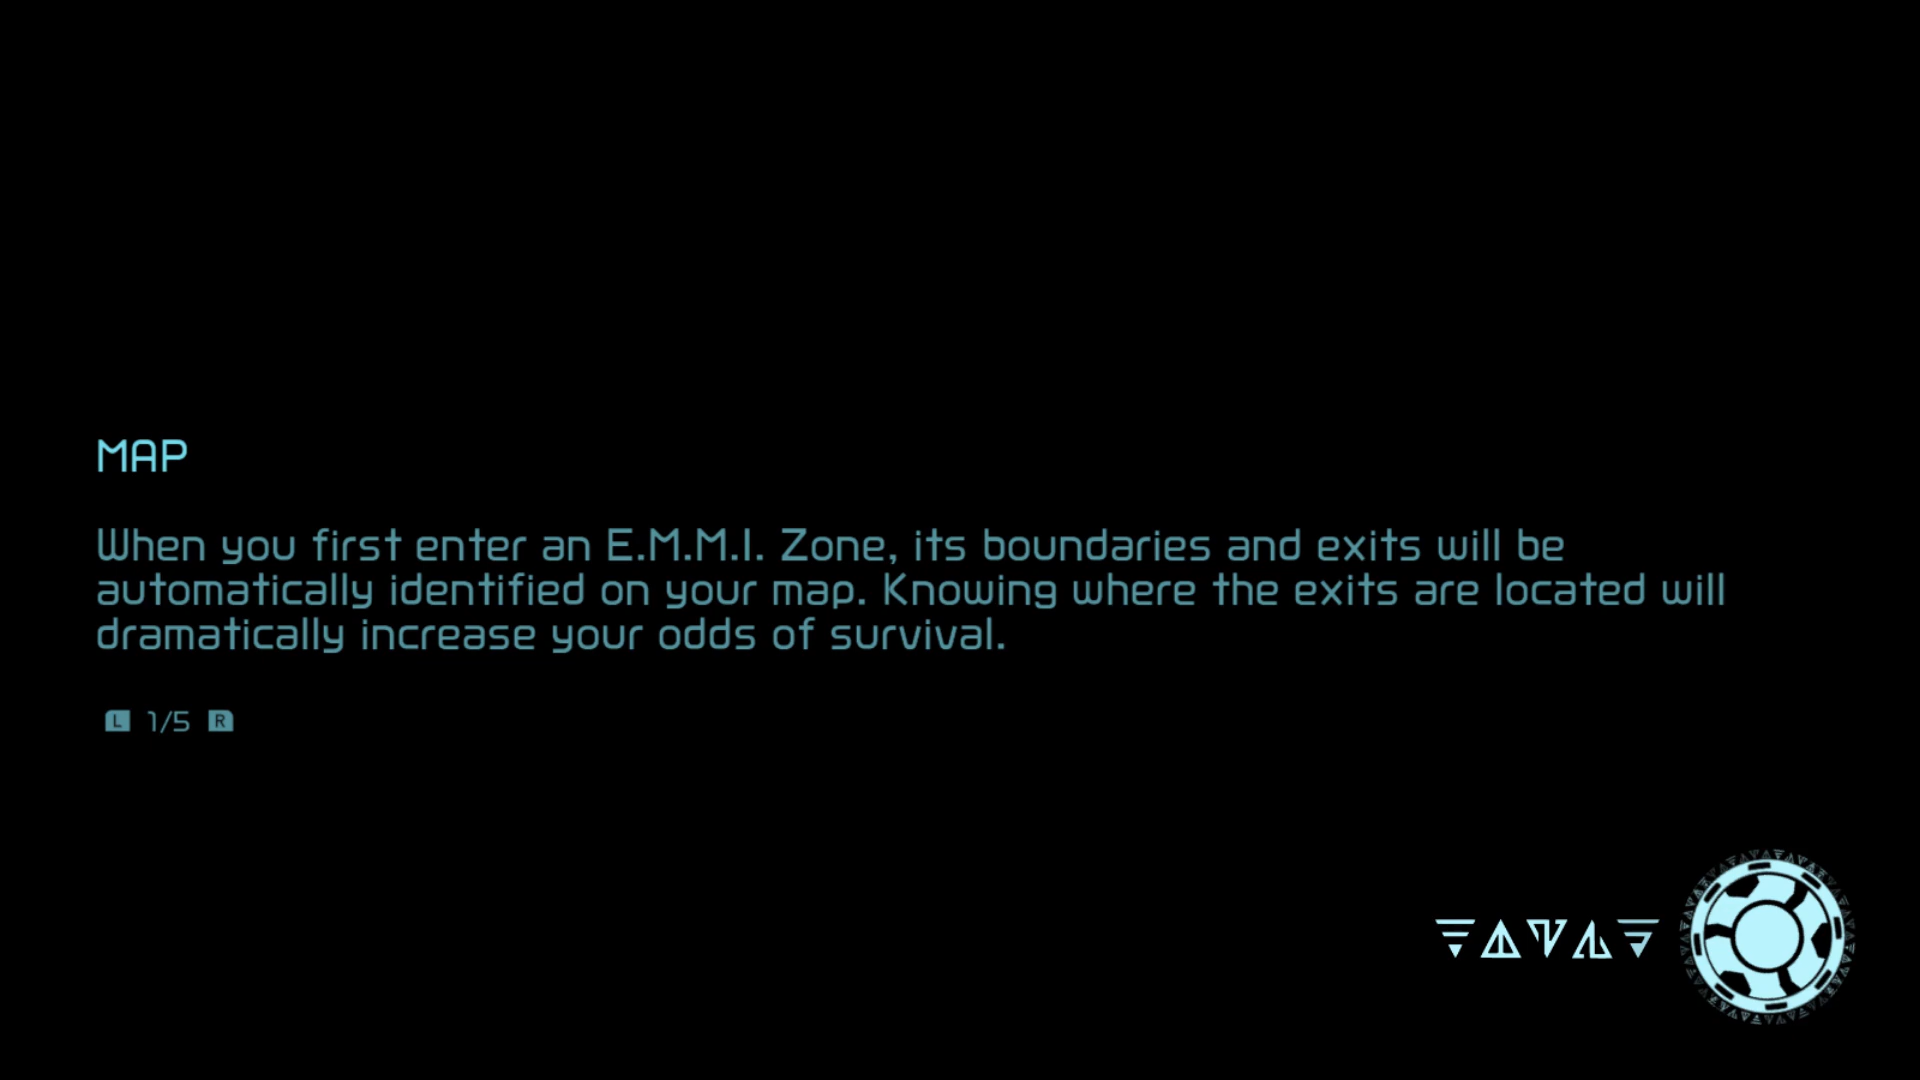 MAP
When you first enter an E.M.M.I. Zone, its boundaries and exits will be
automatically identified on your map. Knowing where the exits are located will
dramatically increase your odds of survival.
L 1/5 R